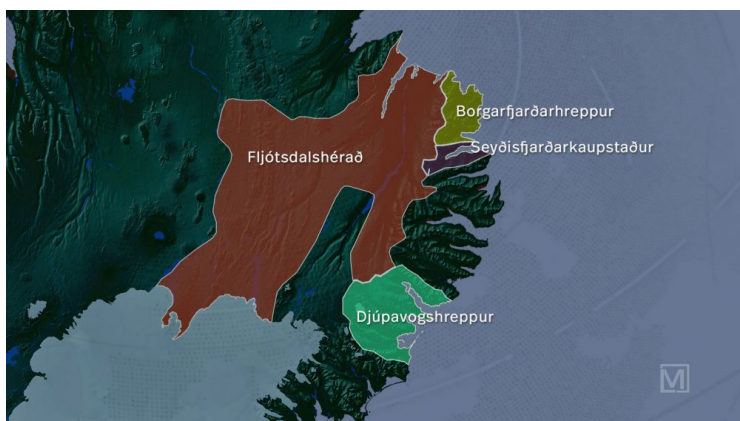 Borgarfjarðarhreppur
Seyðisfjarðarkaupstaður
Fljótsdalshérað
Djúpavogshreppur
M